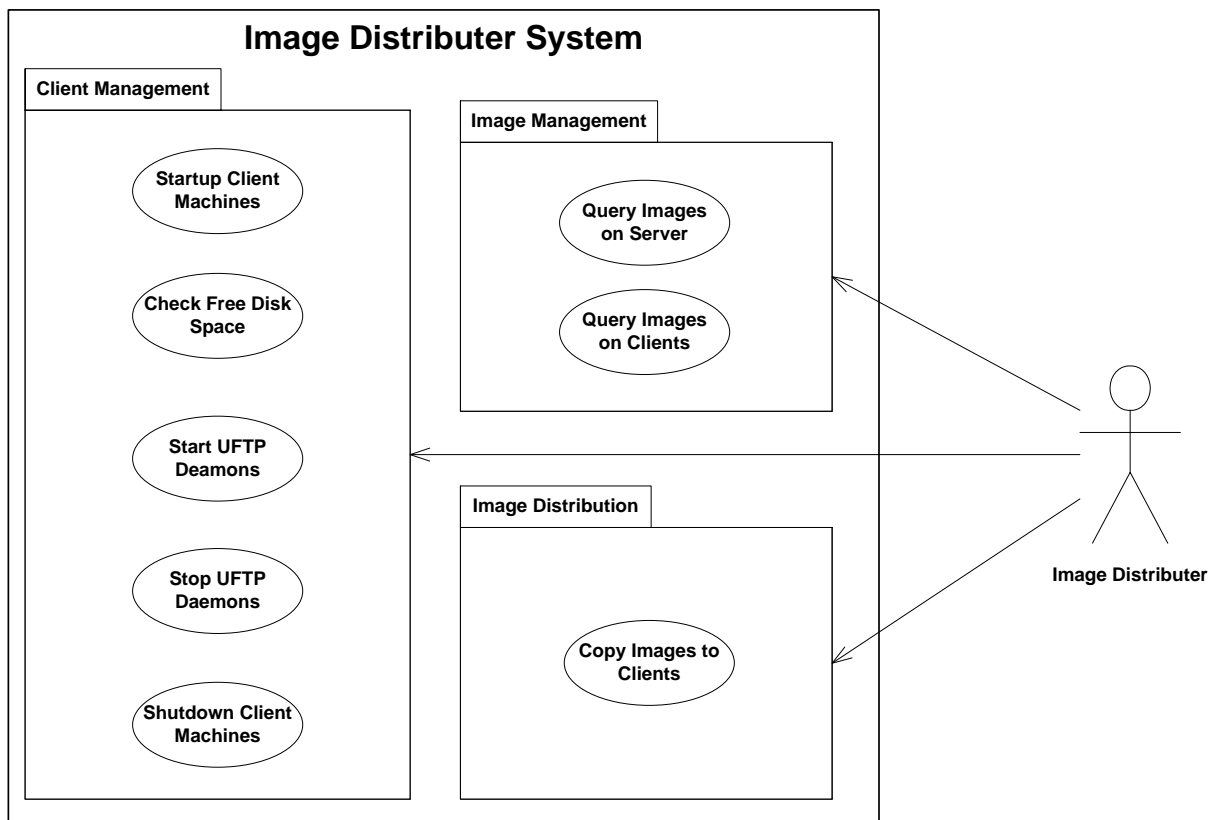 Image Distributer System
Client Management
Startup Client
Machines
Check Free Disk
Space
Start UFTP
Deamons
Stop UFTP
Daemons
Shutdown Client
Machines
Image Management
Query Images
on Server
Query Images
on Clients
Image Distribution
Copy Images to
Clients
Image Distributer